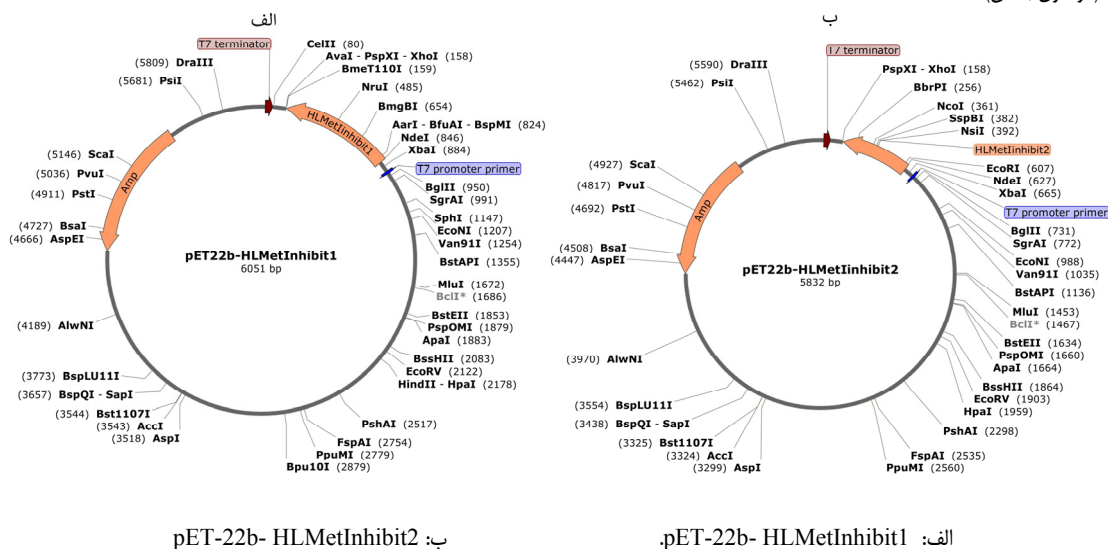 الف
T7 terminator
CelII (80)
AvaI - PspXI - XhoI (158)
BmeT110I (159)
NruI (485)
BmgBI (654)
AarI - BfuAI - BspMI (824)
NdeI (846)
XbaI (884)
T7 promoter primer
BglII (950)
SgrAI (991)
SphI (1147)
EcoNI (1207)
Van91I (1254)
BstAPI (1355)
MluI (1672)
BclI* (1686)
BstEII (1853)
PspOMI (1879)
ApaI (1883)
BssHII (2083)
EcoRV (2122)
HindII - HpaI (2178)
PshAI (2517)
FspAI (2754)
PpuMI (2779)
Bpu10I (2879)
(3518) AspI
(3543) AccI
(3544) Bst1107I
(3657) BspQI - SapI
(3773) BspLU11I
(4189) AlwNI
(4666) AspEI
(4727) BsaI
(4911) PstI
(5036) PvuI
(5146) ScaI
(5681) PsiI
(5809) DraIII
HLMetIinhibit1
Amp
pET22b-HLMetIinhibit1
6051 bp
ب
T7 terminator
PspXI - XhoI (158)
BbrPI (256)
NcoI (361)
SspBI (382)
NsiI (392)
HLMetIinhibit2
EcoRI (607)
NdeI (627)
XbaI (665)
T7 promoter primer
BglII (731)
SgrAI (772)
EcoNI (988)
Van91I (1035)
BstAPI (1136)
MluI (1453)
BclI* (1467)
BstEII (1634)
PspOMI (1660)
ApaI (1664)
BssHII (1864)
EcoRV (1903)
HpaI (1959)
PshAI (2298)
FspAI (2535)
PpuMI (2560)
(3299) AspI
(3324) AccI
(3325) Bst1107I
(3438) BspQI - SapI
(3554) BspLU11I
(3970) AlwNI
(4447) AspEI
(4508) BsaI
(4692) PstI
(4817) PvuI
(4927) ScaI
(5462) PsiI
(5590) DraIII
Amp
pET22b-HLMetIinhibit2
5832 bp
الف: pET-22b- HLMetInhibit1.
ب: pET-22b- HLMetInhibit2